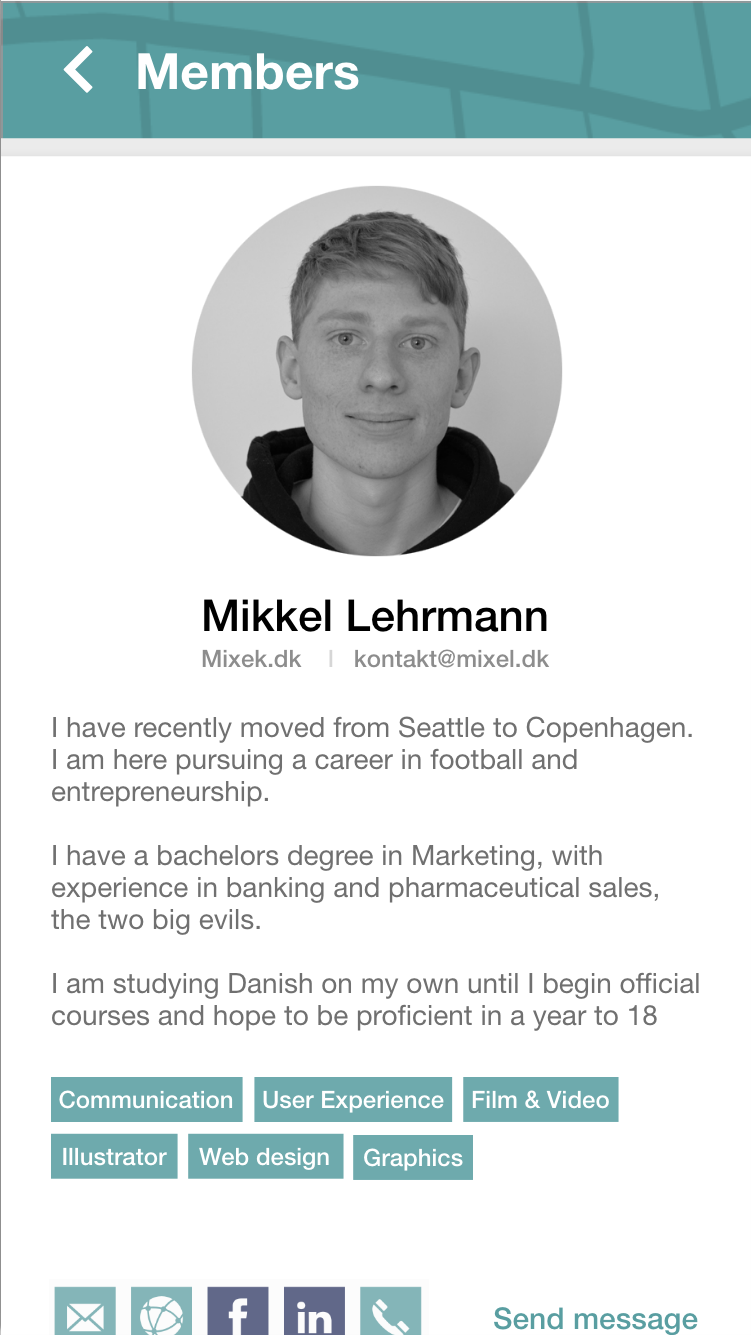 Members
Mikkel Lehrmann
Mixek.dk | kontakt@mixel.dk
I have recently moved from Seattle to Copenhagen.
I am here pursuing a career in football and
entrepreneurship.
I have a bachelors degree in Marketing, with
experience in banking and pharmaceutical sales,
the two big evils.
I am studying Danish on my own until I begin official
courses and hope to be proficient in a year to 18
Communication User Experience Film & Video
Illustrator Web design Graphics
f in Send message